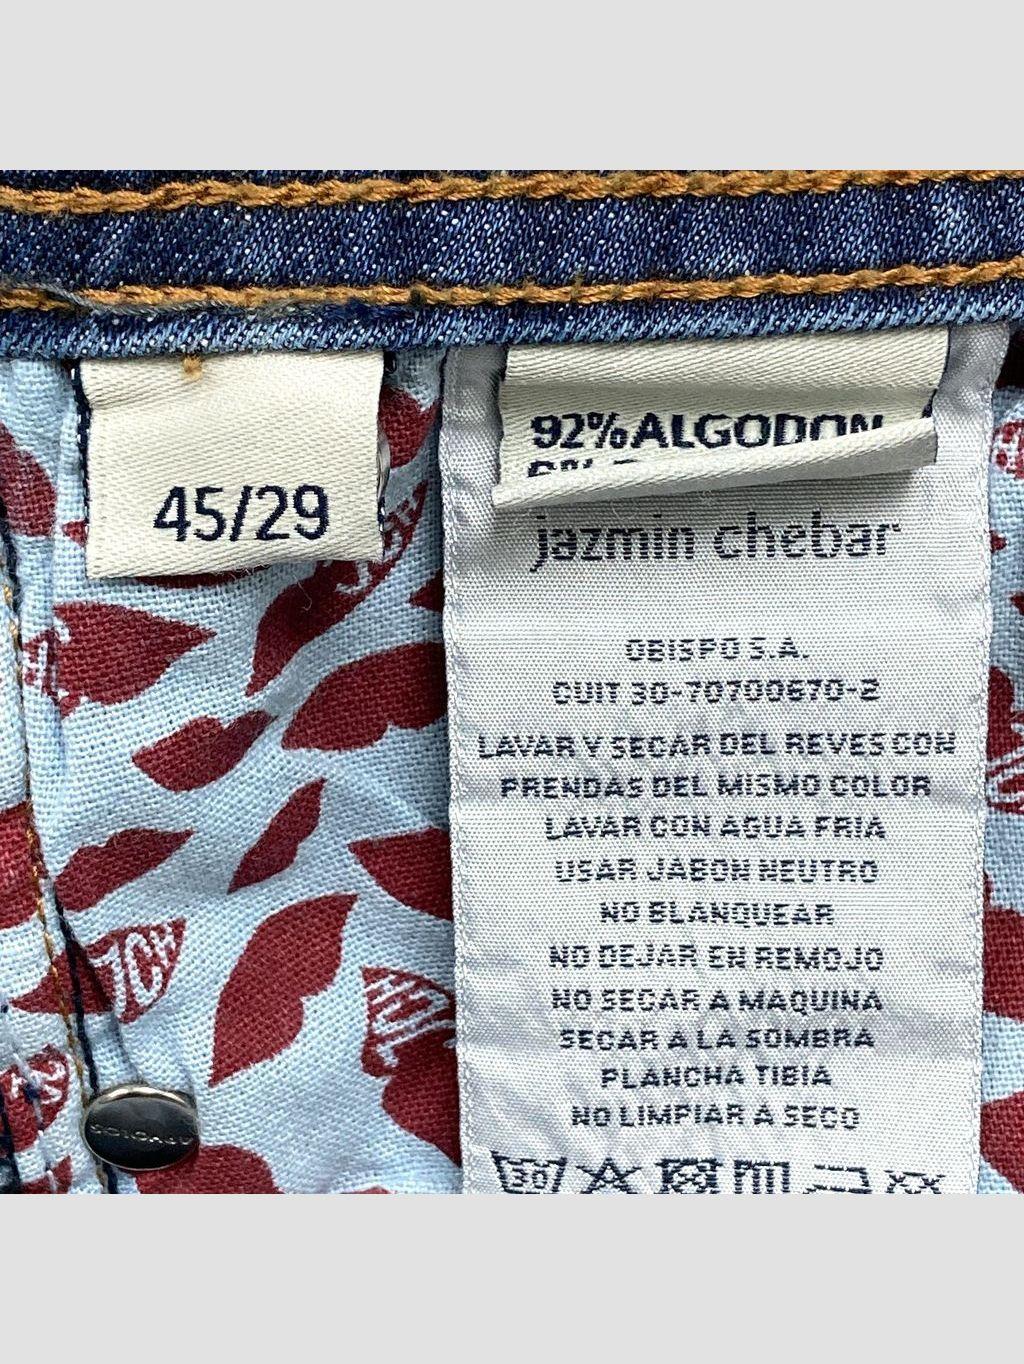 45/29
92% ALGODON
jazmin chebar
OBISPO S.A.
CUIT 30-70700670-2
LAVAR Y SECAR DEL REVES CON
PRENDAS DEL MISMO COLOR
LAVAR CON AGUA FRIA
USAR JABON NEUTRO
NO BLANQUEAR
NO DEJAR EN REMOJO
NO SECAR A MAQUINA
SECAR A LA SOMBRA
PLANCHA TIBIA
NO LIMPIAR A SECO
30
JCH